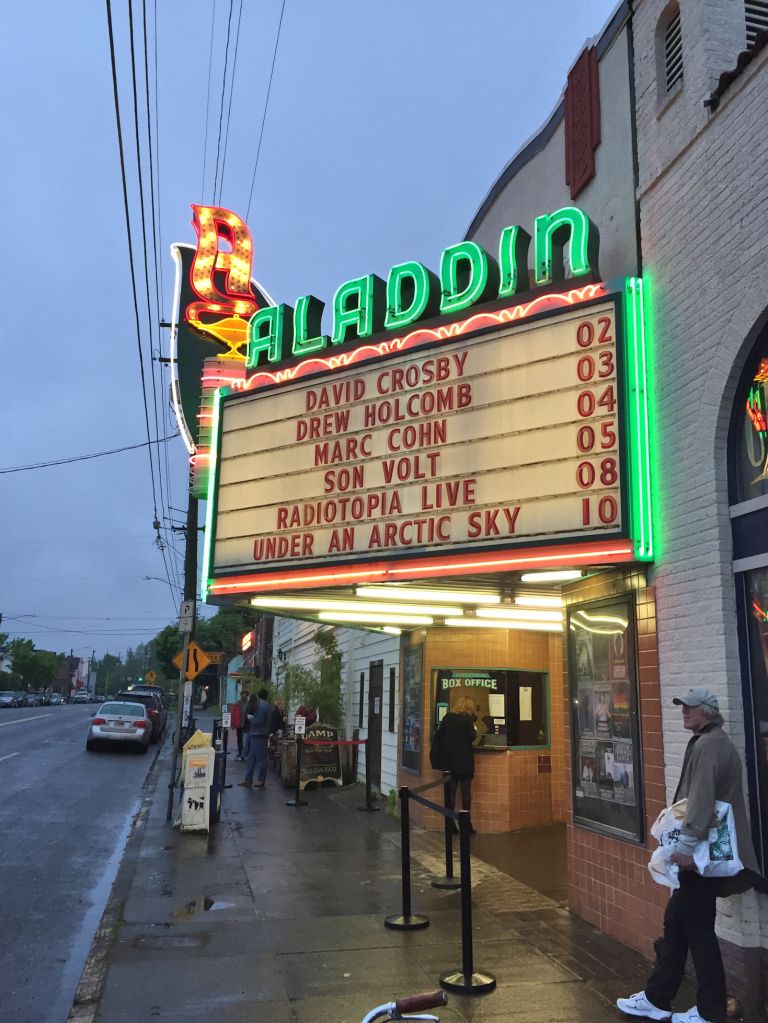 A
ALADDIN
DAVID CROSBY 02
DREW HOLCOMB 03
MARC COHN 04
SON VOLT 05
RADIOTOPIA LIVE 08
UNDER AN ARCTIC SKY 10
BOX OFFICE